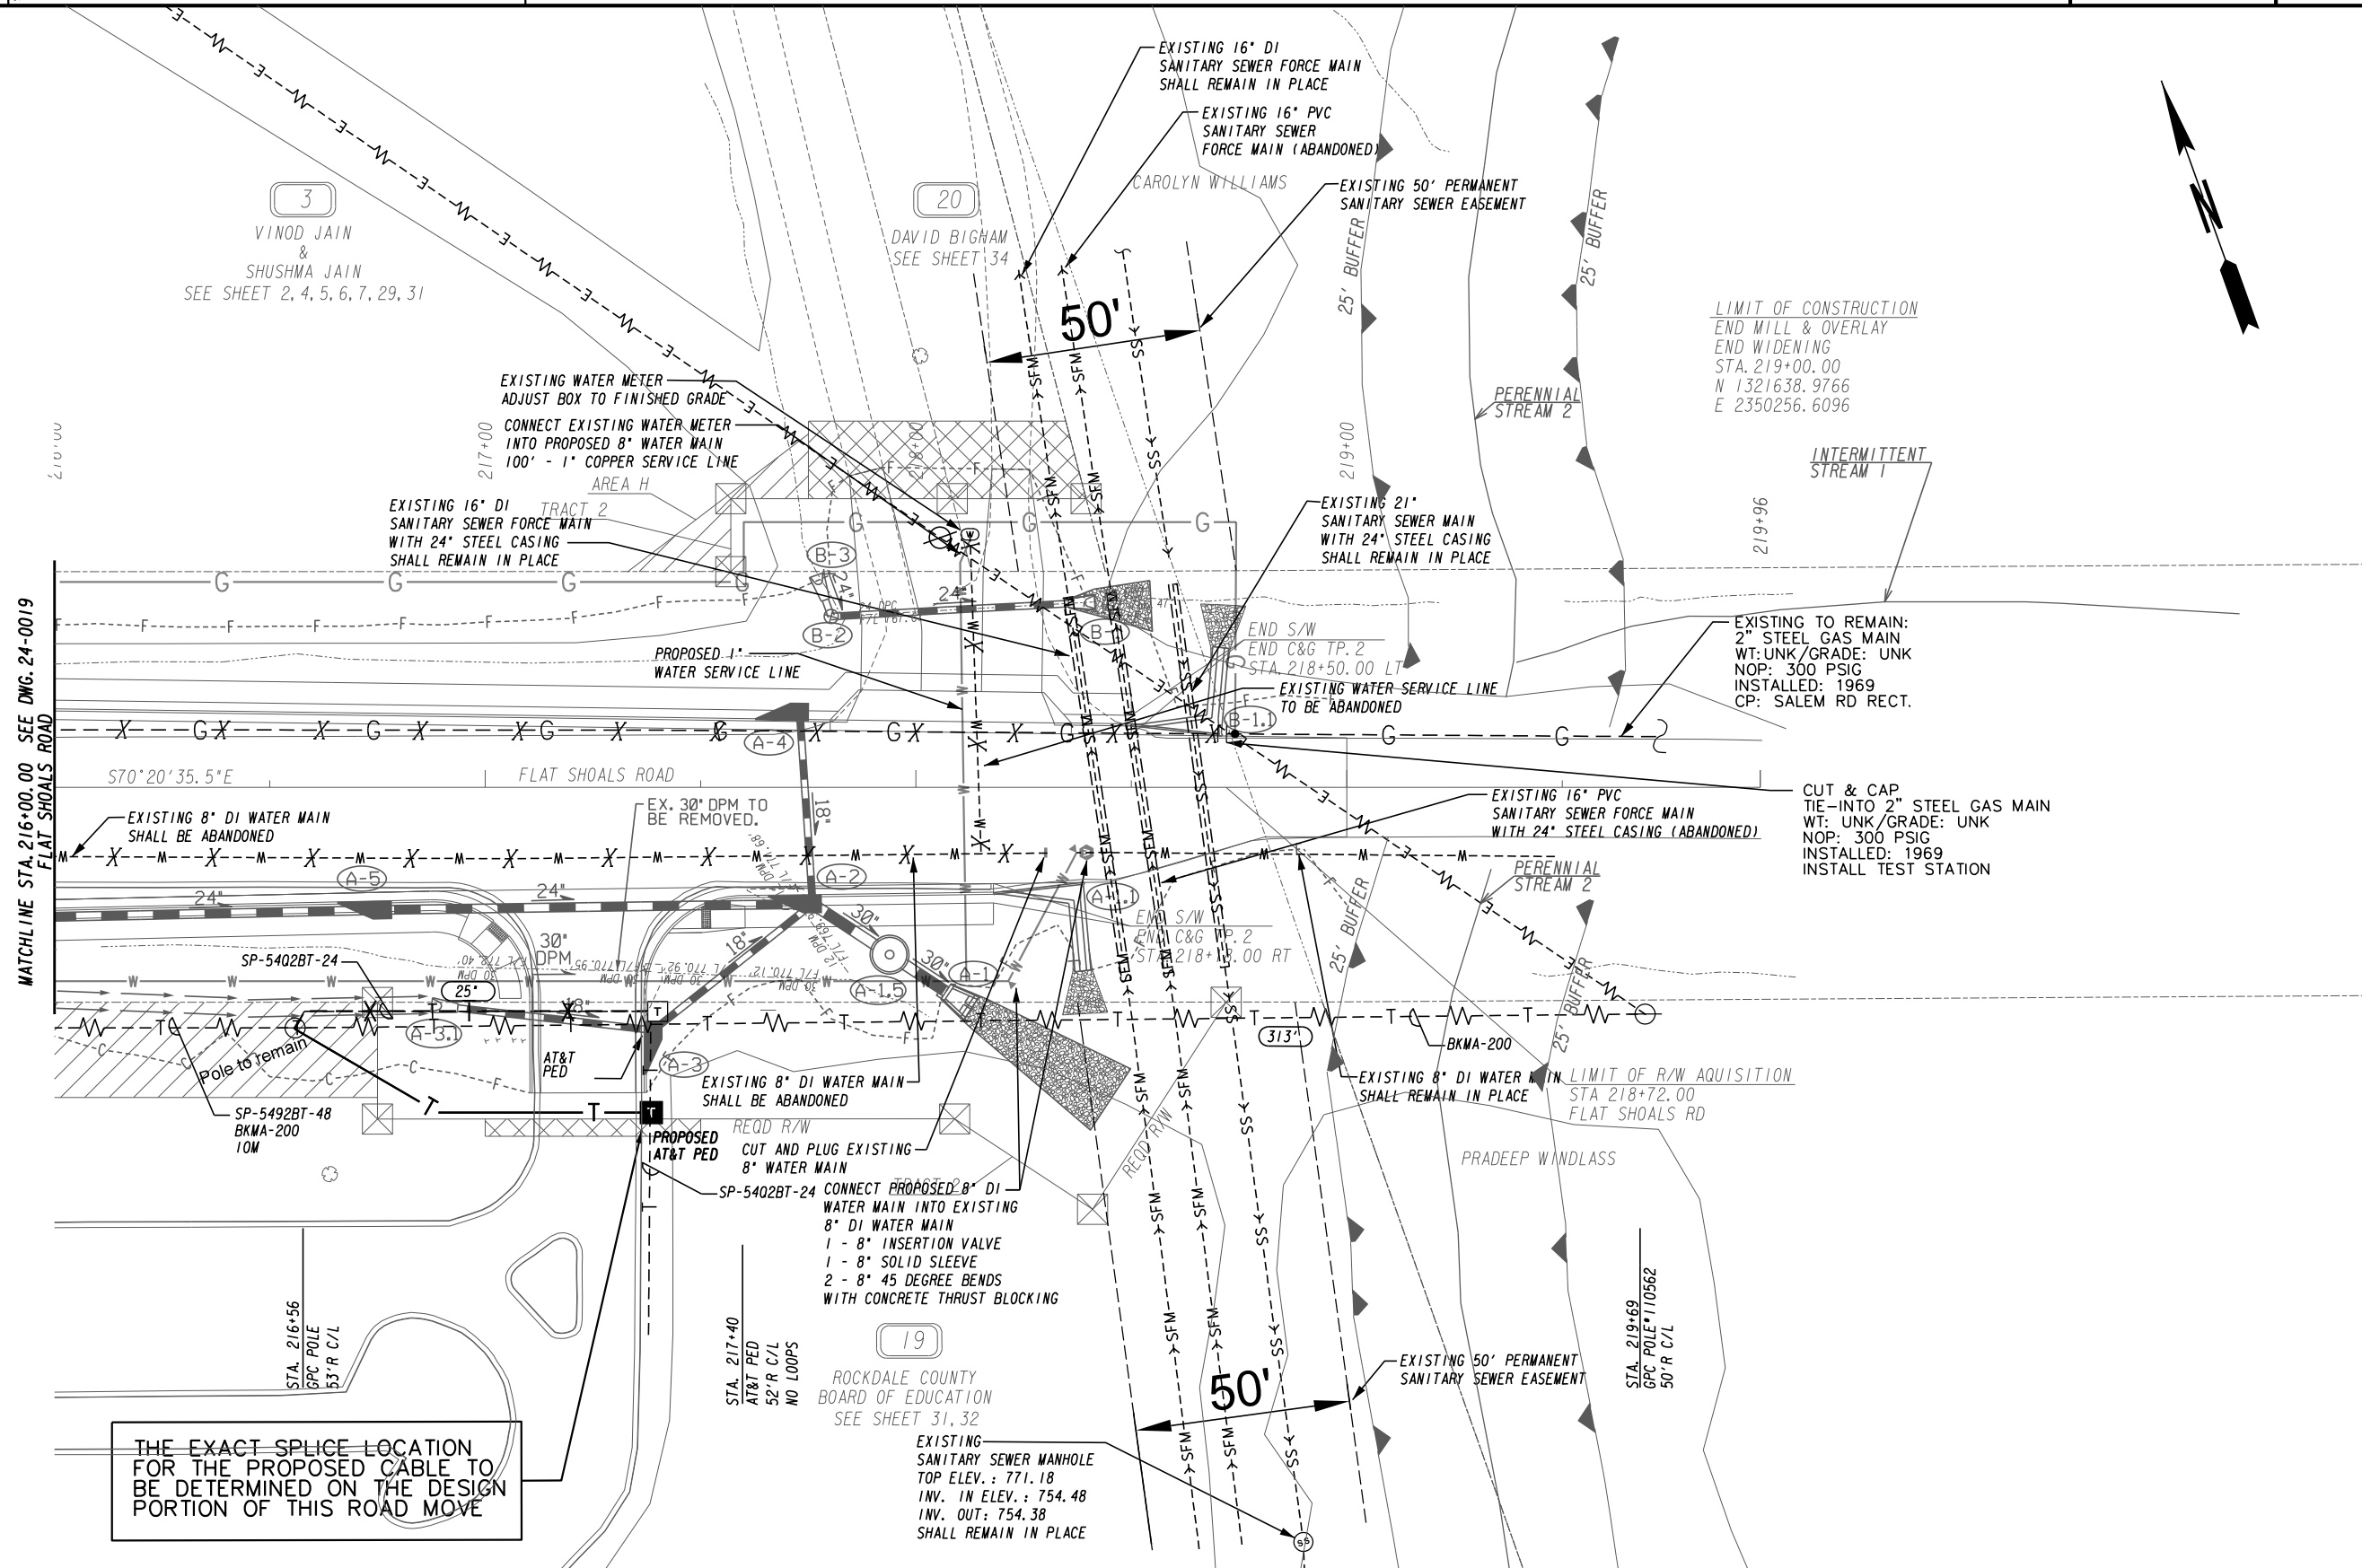 EXISTING 16" DI
SANITARY SEWER FORCE MAIN
SHALL REMAIN IN PLACE
EXISTING 16" PVC
SANITARY SEWER
FORCE MAIN (ABANDONED)
CAROLYN WILLIAMS
EXISTING 50' PERMANENT
SANITARY SEWER EASEMENT
3
VINOD JAIN
&
SHUSHMA JAIN
SEE SHEET 2,4,5,6,7,29,31
20
DAVID BIGHAM
SEE SHEET 34
N
50'
25' BUFFER
25' BUFFER
LIMIT OF CONSTRUCTION
END MILL & OVERLAY
END WIDENING
STA.219+00.00
N 1321638.9766
E 2350256.6096
PERENNIAL
STREAM 2
INTERMITTENT
STREAM 1
EXISTING WATER METER
ADJUST BOX TO FINISHED GRADE
CONNECT EXISTING WATER METER
INTO PROPOSED 8" WATER MAIN
100' - 1" COPPER SERVICE LINE
216+00
217+00
218+00
219+00
219+96
AREA H
TRACT 2
EXISTING 16" DI
SANITARY SEWER FORCE MAIN
WITH 24" STEEL CASING
SHALL REMAIN IN PLACE
EXISTING 21"
SANITARY SEWER MAIN
WITH 24" STEEL CASING
SHALL REMAIN IN PLACE
B-3
24"
24"
B-2
B-1
47
PROPOSED 1"
WATER SERVICE LINE
END S/W
END C&G TP.2
STA.218+50.00 LT
EXISTING WATER SERVICE LINE
TO BE ABANDONED
B-1.1
EXISTING TO REMAIN:
2" STEEL GAS MAIN
WT:UNK/GRADE: UNK
NOP: 300 PSIG
INSTALLED: 1969
CP: SALEM RD RECT.
MATCHLINE STA.216+00.00 SEE DWG.24-0019
FLAT SHOALS ROAD
A-4
S70°20'35.5"E
FLAT SHOALS ROAD
18"
EX. 30" DPM TO
BE REMOVED.
EXISTING 8" DI WATER MAIN
SHALL BE ABANDONED
EXISTING 16" PVC
SANITARY SEWER FORCE MAIN
WITH 24" STEEL CASING (ABANDONED)
CUT & CAP
TIE-INTO 2" STEEL GAS MAIN
WT: UNK/GRADE: UNK
NOP: 300 PSIG
INSTALLED: 1969
INSTALL TEST STATION
A-5
A-2
A-1.1
24"
24"
30"
30"
18"
30"
DPM
PERENNIAL
STREAM 2
END S/W
END C&G TP.2
RT
25' BUFFER
25' BUFFER
SP-54Q2BT-24
25"
18"
A-3.1
A-1
A-1.5
A-3
Pole to remain
AT&T
PED
313'
BKMA-200
SP-5492BT-48
BKMA-200
10M
EXISTING 8" DI WATER MAIN
SHALL BE ABANDONED
EXISTING 8" DI WATER MAIN
SHALL REMAIN IN PLACE
LIMIT OF R/W AQUISITION
STA 218+72.00
FLAT SHOALS RD
PROPOSED
AT&T PED
REQD R/W
REQD R/W
CUT AND PLUG EXISTING
8" WATER MAIN
PRADEEP WINDLASS
SP-54Q2BT-24
TRACT 2
CONNECT PROPOSED 8" DI
WATER MAIN INTO EXISTING
8" DI WATER MAIN
1 - 8" INSERTION VALVE
1 - 8" SOLID SLEEVE
2 - 8" 45 DEGREE BENDS
WITH CONCRETE THRUST BLOCKING
STA. 216+56
GPC POLE
53'R C/L
STA. 217+40
AT&T PED
52'R C/L
NO LOOPS
19
ROCKDALE COUNTY
BOARD OF EDUCATION
SEE SHEET 31,32
50'
EXISTING 50' PERMANENT
SANITARY SEWER EASEMENT
STA. 219+69
GPC POLE#110562
50'R C/L
THE EXACT SPLICE LOCATION
FOR THE PROPOSED CABLE TO
BE DETERMINED ON THE DESIGN
PORTION OF THIS ROAD MOVE
EXISTING
SANITARY SEWER MANHOLE
TOP ELEV.: 771.18
INV. IN ELEV.: 754.48
INV. OUT: 754.38
SHALL REMAIN IN PLACE